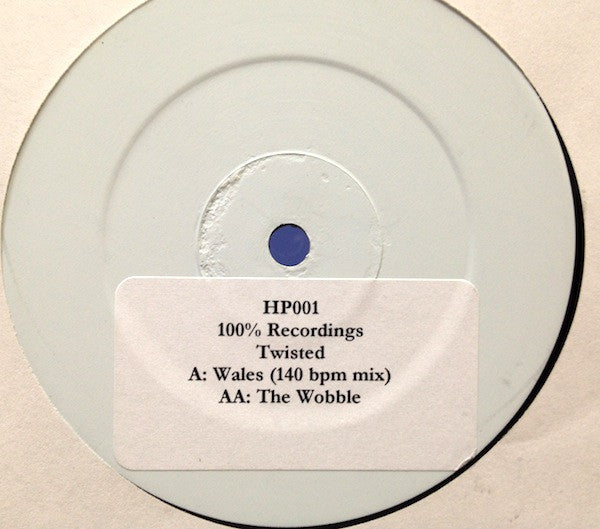 HP001
100% Recordings
Twisted
A: Wales (140 bpm mix)
AA: The Wobble